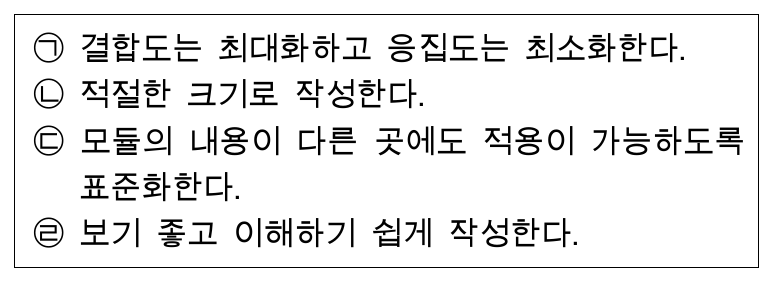 ㉠ 결합도는 최대화하고 응집도는 최소화한다.
㉡ 적절한 크기로 작성한다.
㉢ 모듈의 내용이 다른 곳에도 적용이 가능하도록
표준화한다.
㉣ 보기 좋고 이해하기 쉽게 작성한다.